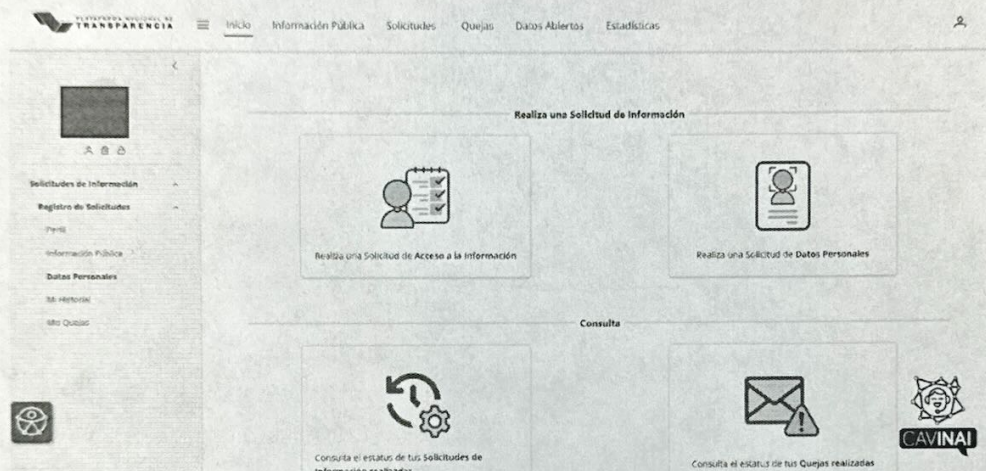 PLATAFORMA NACIONAL DE
TRANSPARENCIA
Inicio
Información Pública
Solicitudes
Quejas
Datos Abiertos
Estadísticas
Solicitudes de Información
Registro de Solicitudes
Perfil
Información Pública
Datos Personales
Mi Historial
Mis Quejas
Realiza una Solicitud de Información
Realiza una Solicitud de Acceso a la Información
Realiza una Solicitud de Datos Personales
Consulta
Consulta el estatus de tus Solicitudes de
Información realizadas
Consulta el estatus de tus Quejas realizadas
CAVINAI